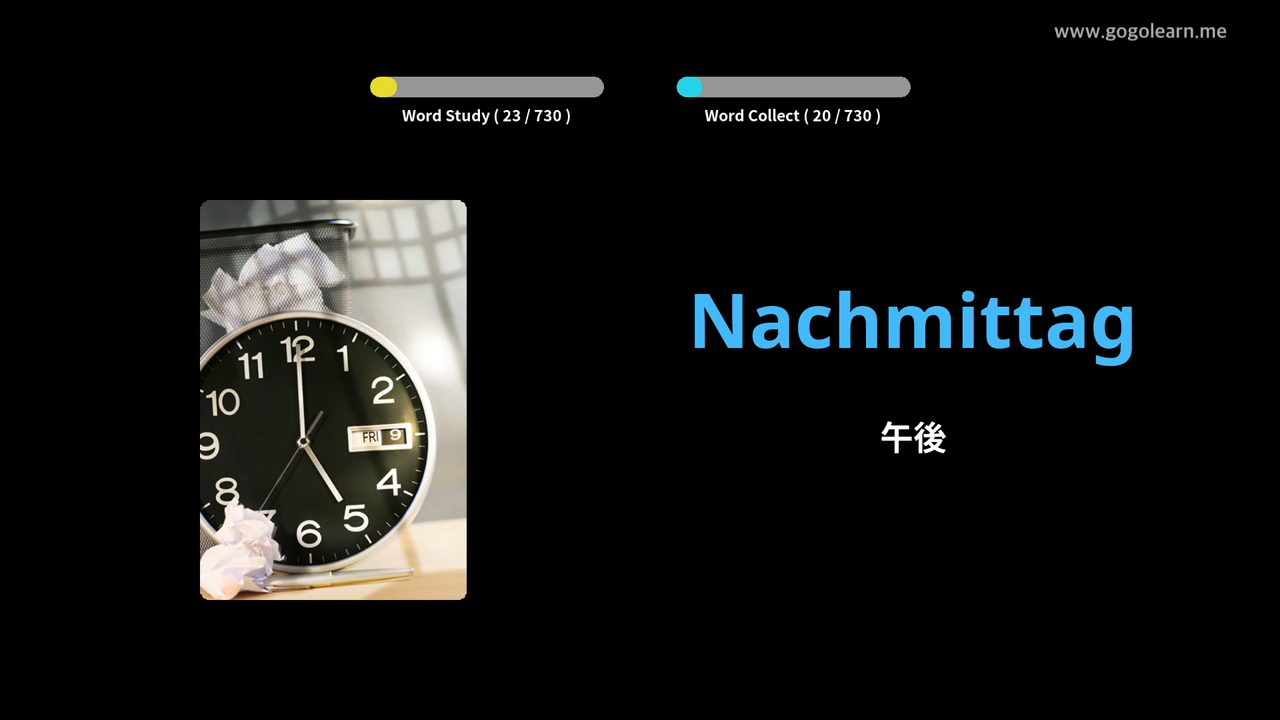 www.gogolearn.me
Word Study ( 23 / 730 )
Word Collect ( 20 / 730 )
12
11
1
10
2
9
FRI 9
8
4
7
5
6
Nachmittag
午後